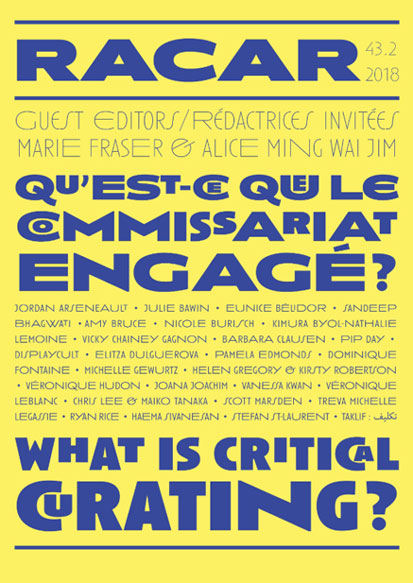 RACAR 43.2
2018
GUEST EDITORS/RÉDACTRICES INVITÉES
MARIE FRASER & ALICE MING WAI JIM
QU'EST-CE QUE LE
COMMISSARIAT
ENGAGÉ?
JORDAN ARSENEAULT • JULIE BAWIN • EUNICE BÉLIDOR • SANDEEP
BHAGWATI • AMY BRUCE • NICOLE BURISCH • KIMURA BYOL-NATHALIE
LEMOINE • VICKY CHAINEY GAGNON • BARBARA CLAUSEN • PIP DAY •
DISPLAYCULT • ELITZA DULGUEROVA • PAMELA EDMONDS • DOMINIQUE
FONTAINE • MICHELLE GEWURTZ • HELEN GREGORY & KIRSTY ROBERTSON
• VÉRONIQUE HUDON • JOANA JOACHIM • VANESSA KWAN • VÉRONIQUE
LEBLANC • CHRIS LEE & MAIKO TANAKA • SCOTT MARSDEN • TREVA MICHELLE
LEGASSIE • RYAN RICE • HAEMA SIVANESAN • STEFAN ST-LAURENT • TAKLIF : تكليف
WHAT IS CRITICAL
CURATING?